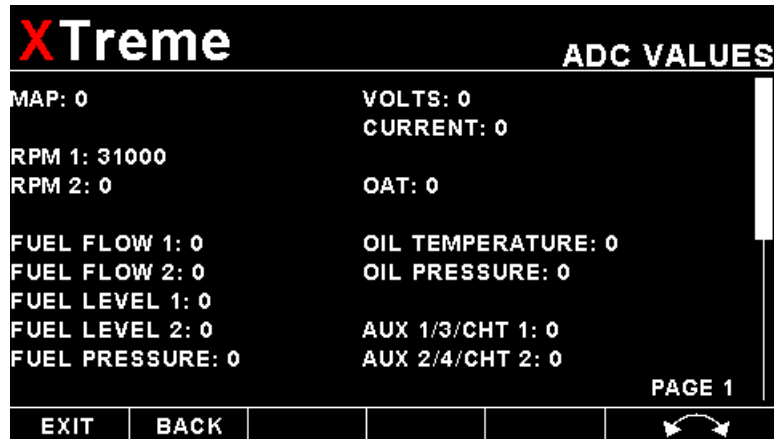 XTreme
ADC VALUES
MAP: 0
VOLTS: 0
CURRENT: 0
RPM 1: 31000
RPM 2: 0
OAT: 0
FUEL FLOW 1: 0
OIL TEMPERATURE: 0
FUEL FLOW 2: 0
OIL PRESSURE: 0
FUEL LEVEL 1: 0
FUEL LEVEL 2: 0
AUX 1/3/CHT 1: 0
FUEL PRESSURE: 0
AUX 2/4/CHT 2: 0
PAGE 1
EXIT
BACK